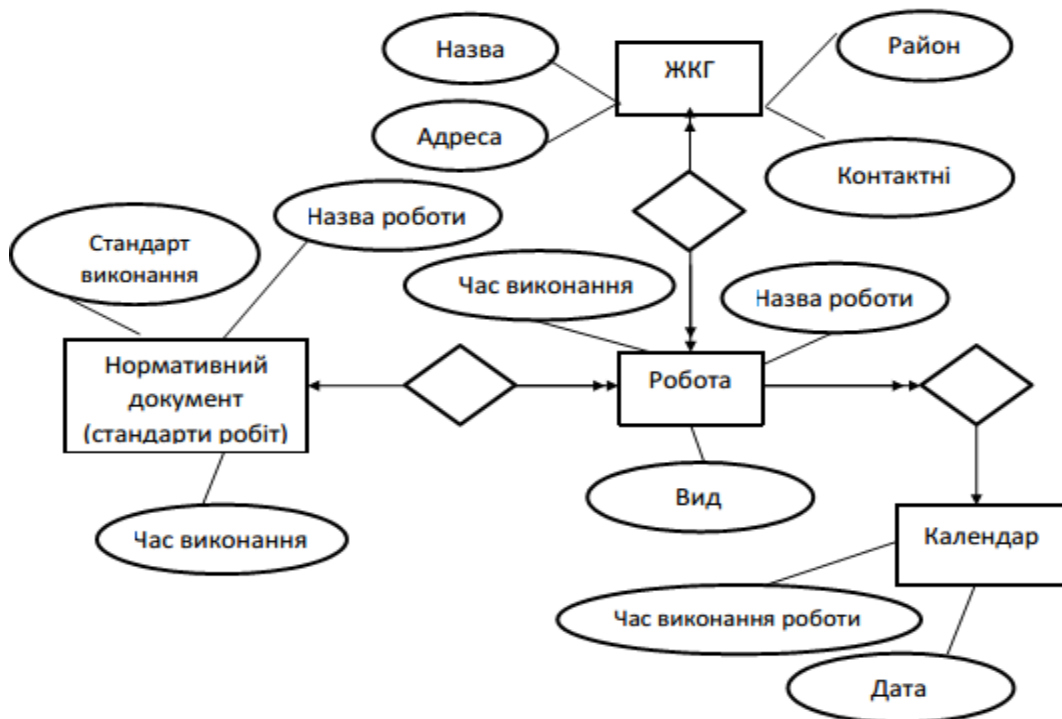 Назва
ЖКГ
Район
Адреса
Контактні
Назва роботи
Стандарт
виконання
Час виконання
Назва роботи
Нормативний
документ
(стандарти робіт)
Робота
Вид
Час виконання
Календар
Час виконання роботи
Дата